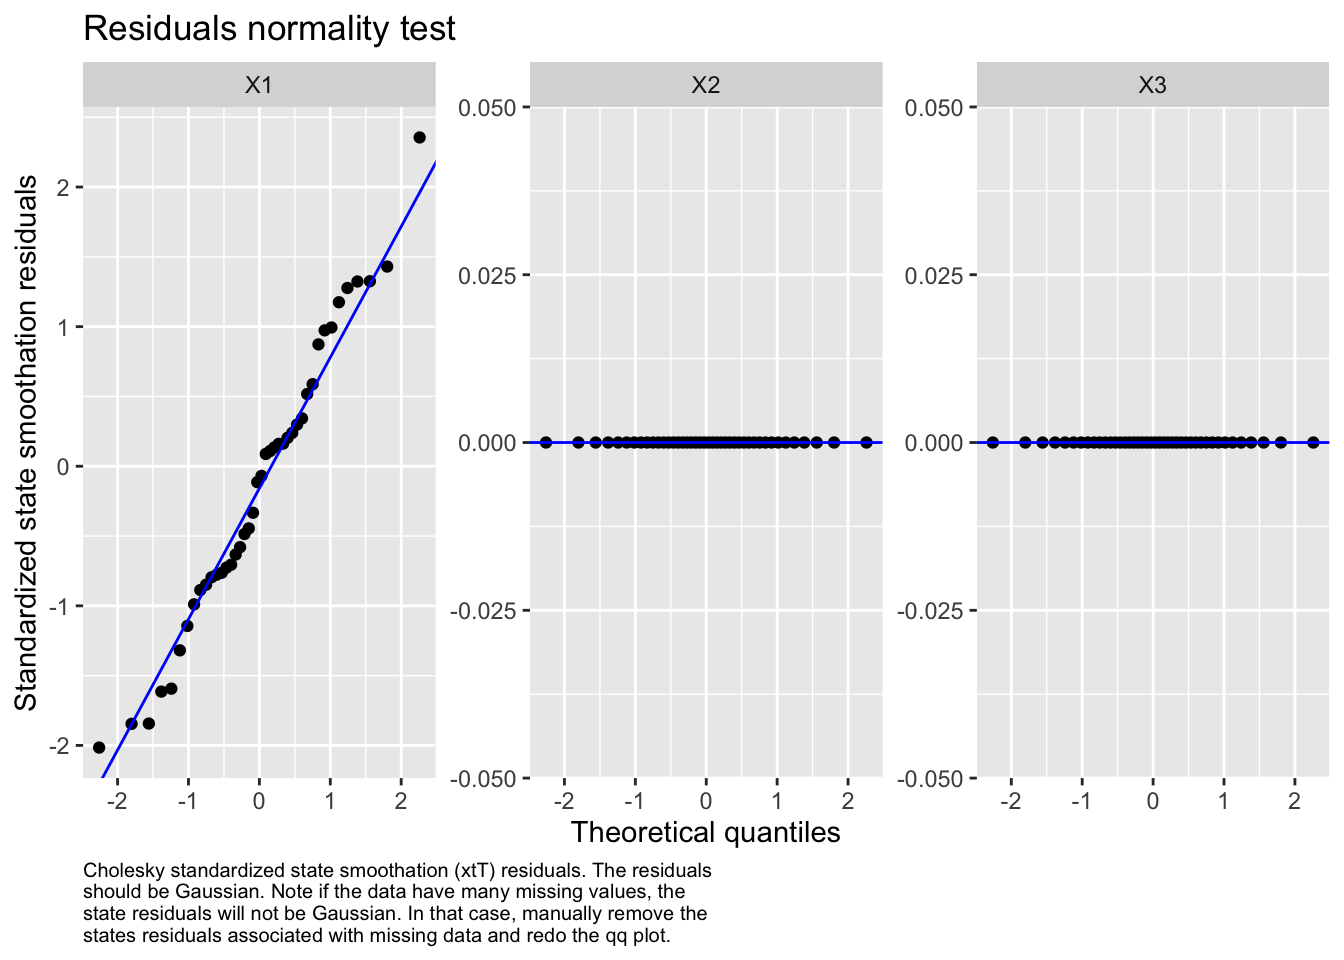 Residuals normality test
X1
X2
X3
Standardized state smoothation residuals
2
1
0
-1
-2
0.050
0.025
0.000
-0.025
-0.050
0.050
0.025
0.000
-0.025
-0.050
-2 -1 0 1 2
-2 -1 0 1 2
-2 -1 0 1 2
Theoretical quantiles
Cholesky standardized state smoothation (xtT) residuals. The residuals
should be Gaussian. Note if the data have many missing values, the
state residuals will not be Gaussian. In that case, manually remove the
states residuals associated with missing data and redo the qq plot.